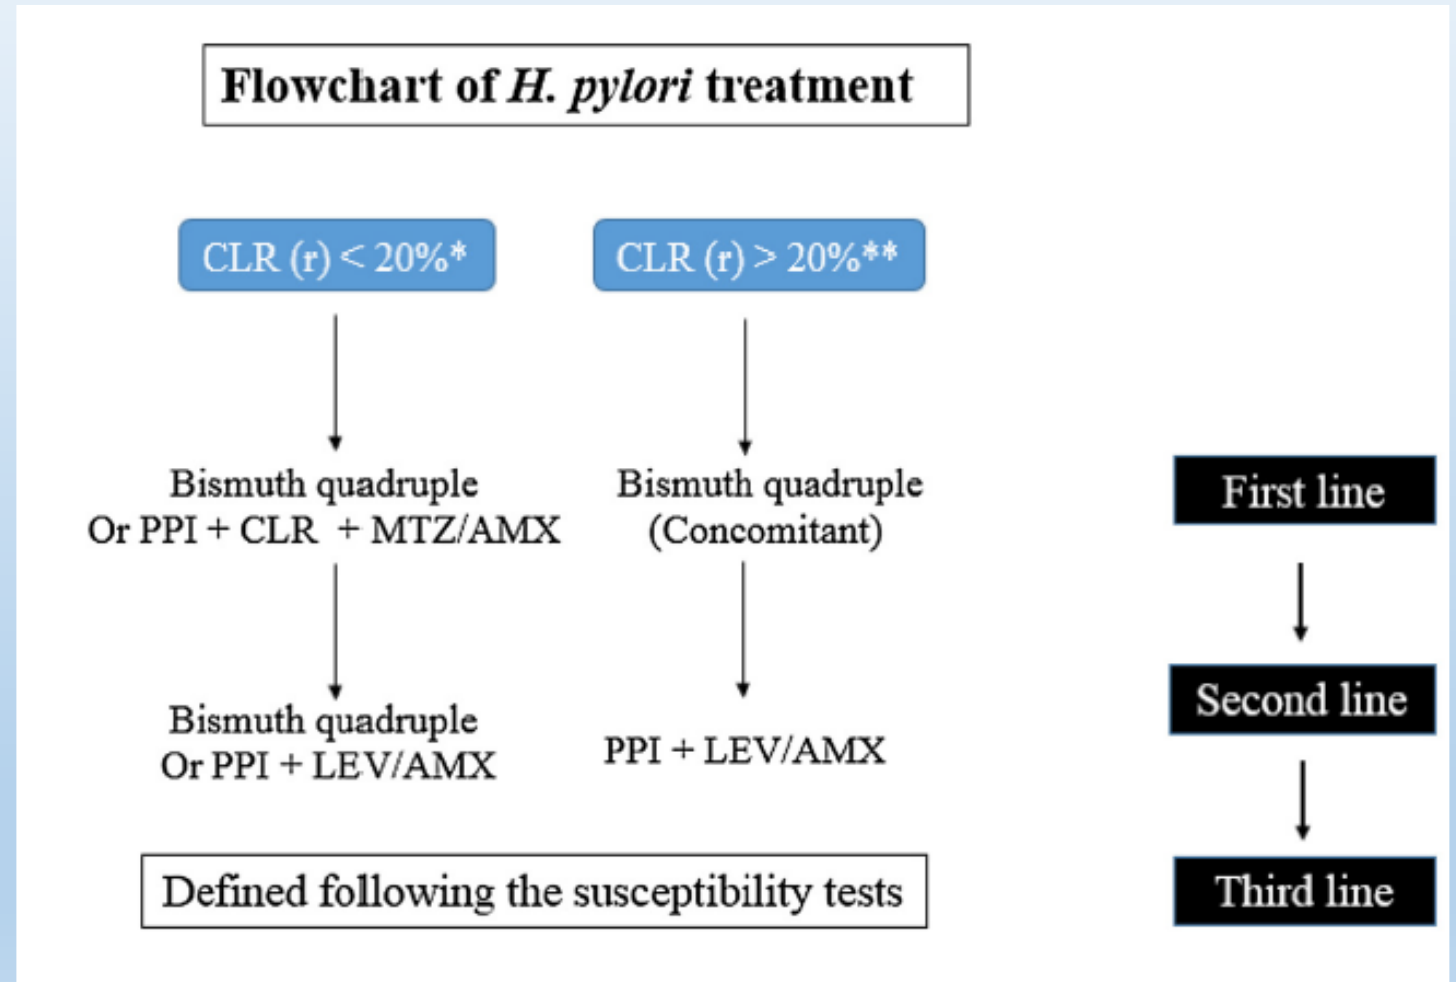 Flowchart of H. pylori treatment
CLR (r) < 20%*
CLR (r) > 20%**
Bismuth quadruple
Or PPI + CLR + MTZ/AMX
Bismuth quadruple
(Concomitant)
First line
Bismuth quadruple
Or PPI + LEV/AMX
PPI + LEV/AMX
Second line
Defined following the susceptibility tests
Third line